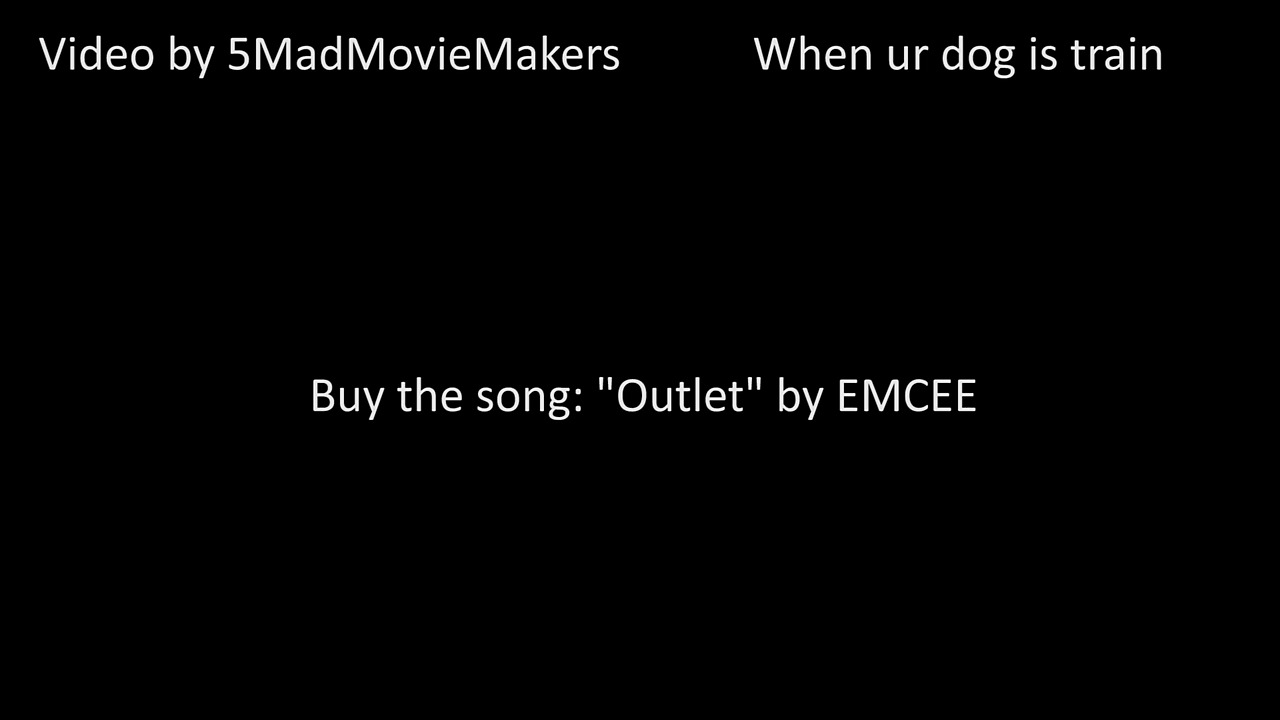 Video by 5MadMovieMakers
When ur dog is train
Buy the song: "Outlet" by EMCEE